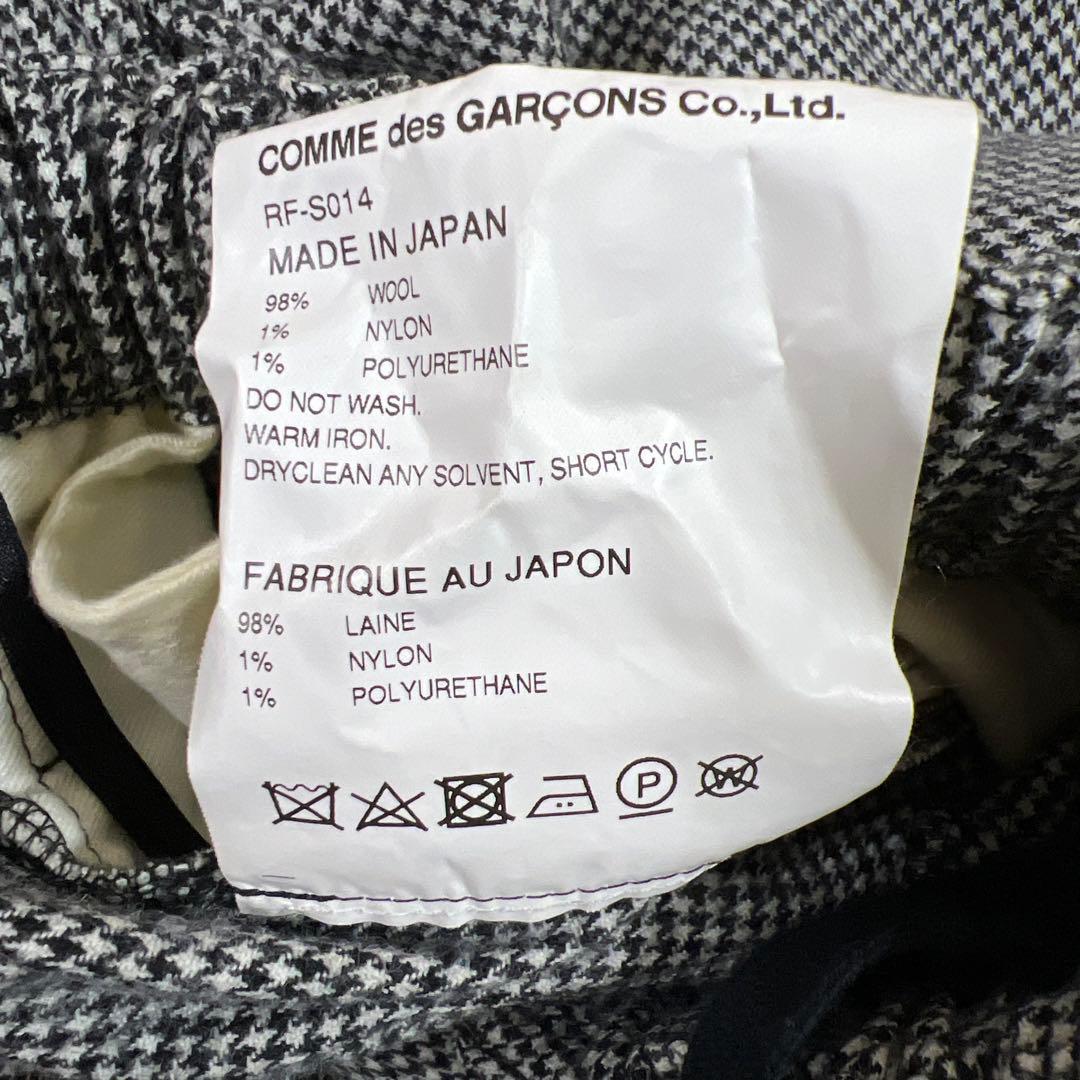 COMME des GARÇONS Co.,Ltd.
RF-S014
MADE IN JAPAN
98% WOOL
1% NYLON
1% POLYURETHANE
DO NOT WASH.
WARM IRON.
DRYCLEAN ANY SOLVENT, SHORT CYCLE.
FABRIQUE AU JAPON
98% LAINE
1% NYLON
1% POLYURETHANE
P W